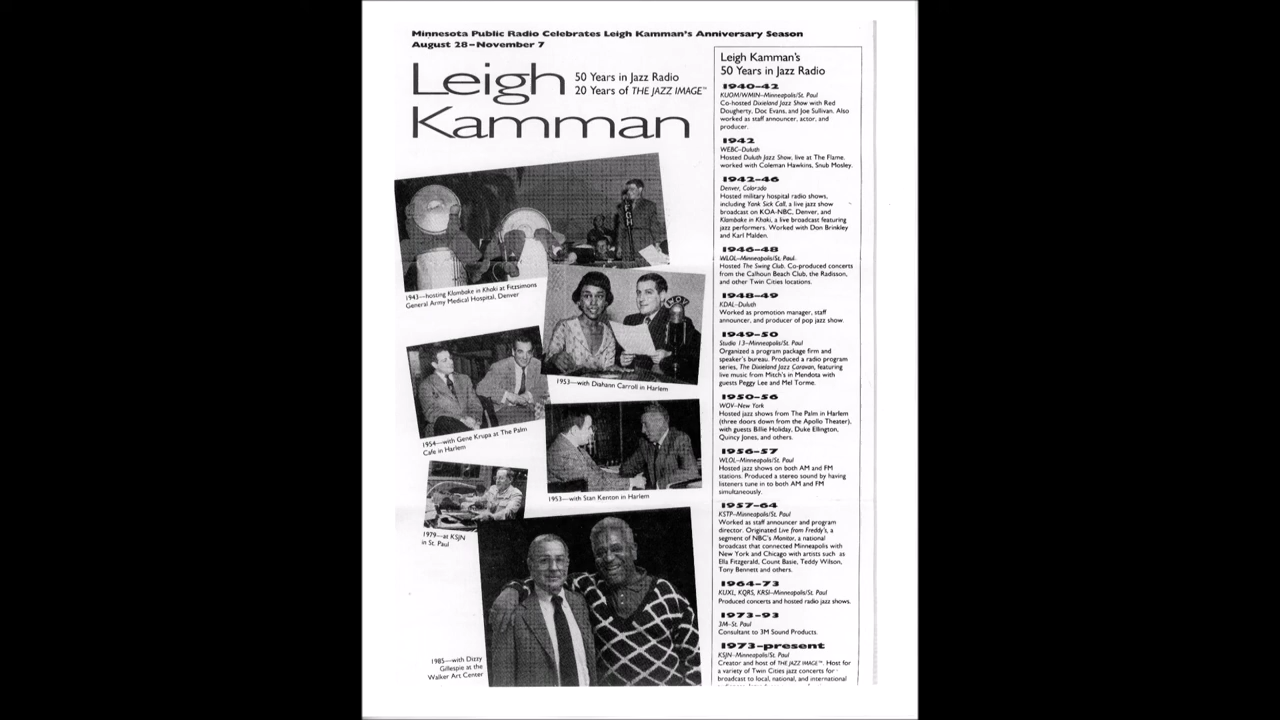 Minnesota Public Radio Celebrates Leigh Kamman's Anniversary Season
August 28–November 7
Leigh
Kamman
50 Years in Jazz Radio
20 Years of THE JAZZ IMAGE™
1943—hosting Klambake in Khaki at Fitzsimons
General Army Medical Hospital, Denver
WOV
1953—with Diahann Carroll in Harlem
1954—with Gene Krupa at The Palm
Cafe in Harlem
1953—with Stan Kenton in Harlem
1979—at KSJN
in St. Paul
1985—with Dizzy
Gillespie at the
Walker Art Center
Leigh Kamman's
50 Years in Jazz Radio
1940–42
KUOM/WMIN–Minneapolis/St. Paul
Co-hosted Dixieland Jazz Show with Red
Dougherty, Doc Evans, and Joe Sullivan. Also
worked as staff announcer, actor, and
producer.
1942
WEBC–Duluth
Hosted Duluth Jazz Show, live at The Flame.
worked with Coleman Hawkins, Snub Mosley.
1942–46
Denver, Colorado
Hosted military hospital radio shows,
including Yank Sick Call, a live jazz show
broadcast on KOA-NBC, Denver, and
Klambake in Khaki, a live broadcast featuring
jazz performers. Worked with Don Brinkley
and Karl Malden.
1946–48
WLOL–Minneapolis/St. Paul
Hosted The Swing Club. Co-produced concerts
from the Calhoun Beach Club, the Radisson,
and other Twin Cities locations.
1948–49
KDAL–Duluth
Worked as promotion manager, staff
announcer, and producer of pop jazz show.
1949–50
Studio 13–Minneapolis/St. Paul
Organized a program package firm and
speaker's bureau. Produced a radio program
series, The Dixieland Jazz Caravan, featuring
live music from Mitch's in Mendota with
guests Peggy Lee and Mel Torme.
1950–56
WOV–New York
Hosted jazz shows from The Palm in Harlem
(three doors down from the Apollo Theater),
with guests Billie Holiday, Duke Ellington,
Quincy Jones, and others.
1956–57
WLOL–Minneapolis/St. Paul
Hosted jazz shows on both AM and FM
stations. Produced a stereo sound by having
listeners tune in to both AM and FM
simultaneously.
1957–64
KSTP–Minneapolis/St. Paul
Worked as staff announcer and program
director. Originated Live from Freddy's, a
segment of NBC's Monitor, a national
broadcast that connected Minneapolis with
New York and Chicago with artists such as
Ella Fitzgerald, Count Basie, Teddy Wilson,
Tony Bennett and others.
1964–73
KUXL, KQRS, KRSI–Minneapolis/St. Paul
Produced concerts and hosted radio jazz shows.
1973–93
3M–St. Paul
Consultant to 3M Sound Products.
1973–present
KSJN–Minneapolis/St. Paul
Creator and host of THE JAZZ IMAGE™. Host for
a variety of Twin Cities jazz concerts for
broadcast to local, national, and international